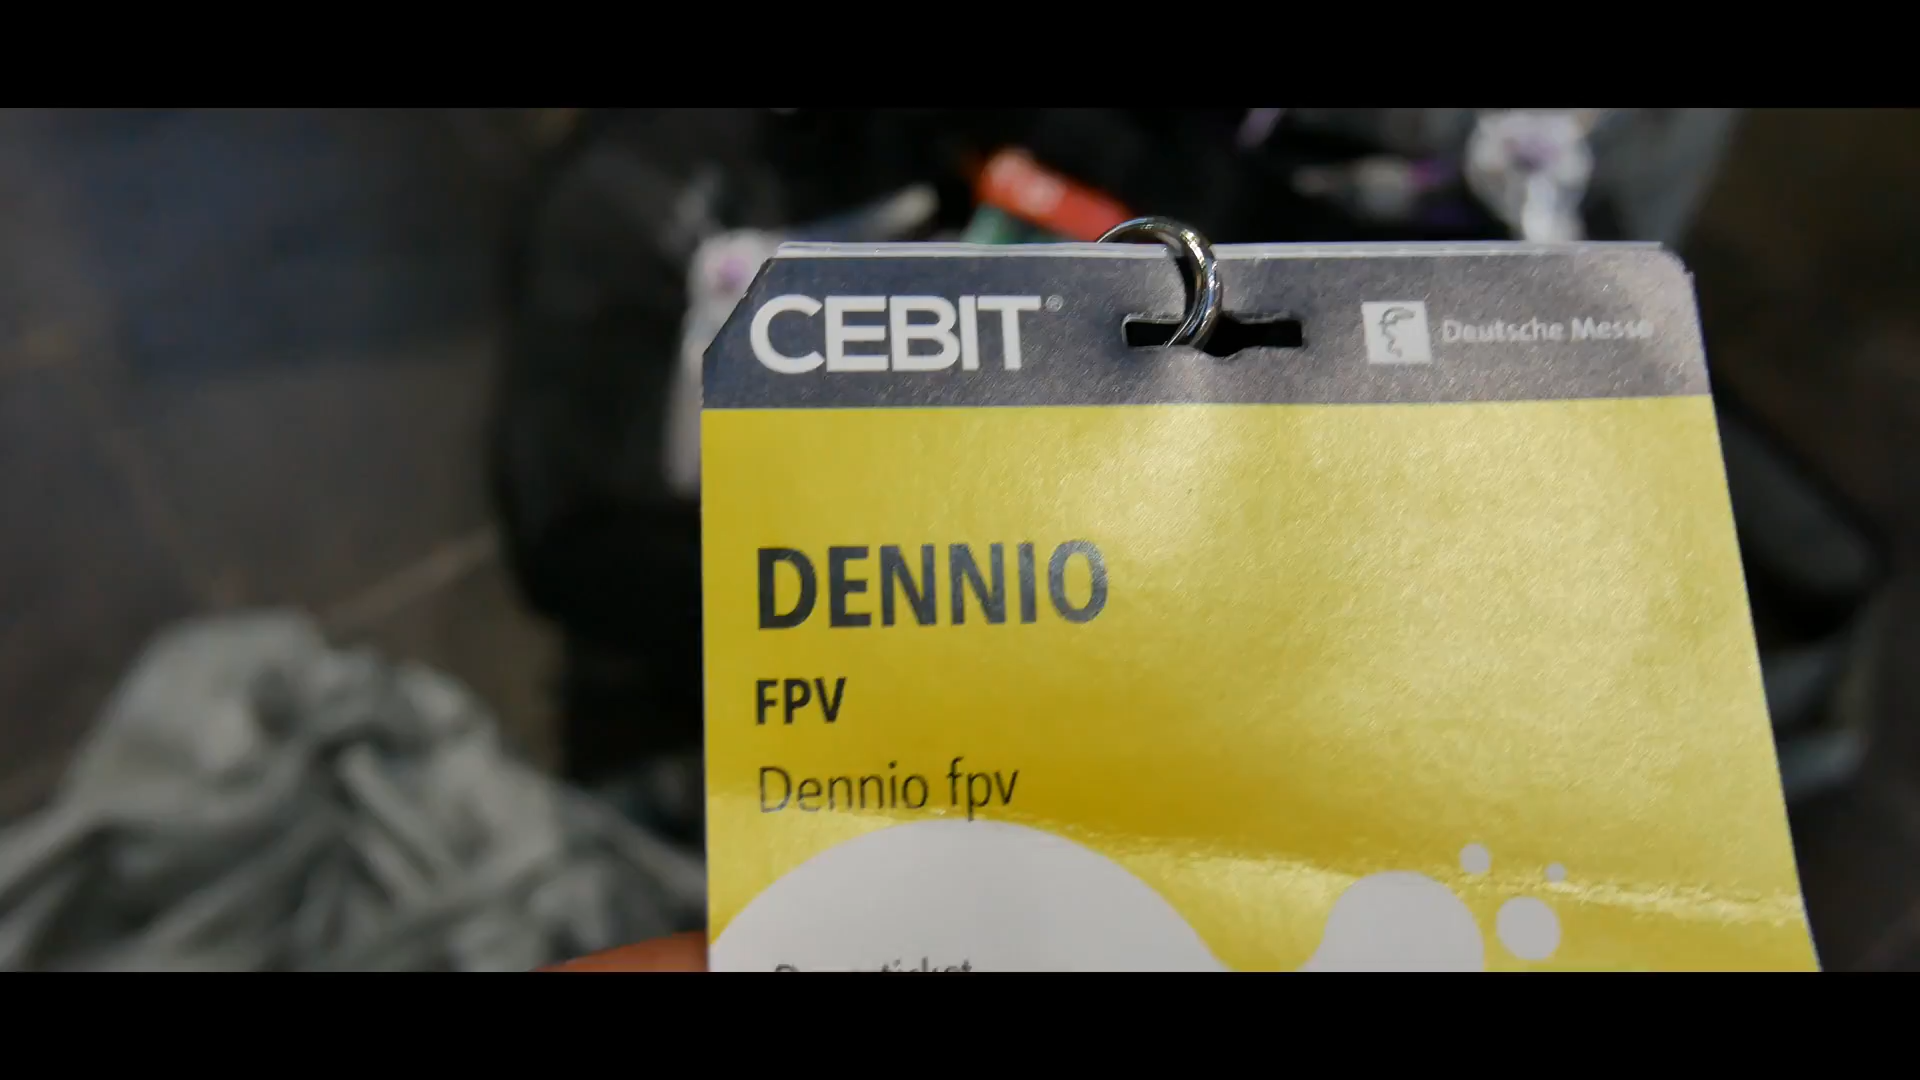 CEBIT®
Deutsche Messe
DENNIO
FPV
Dennio fpv